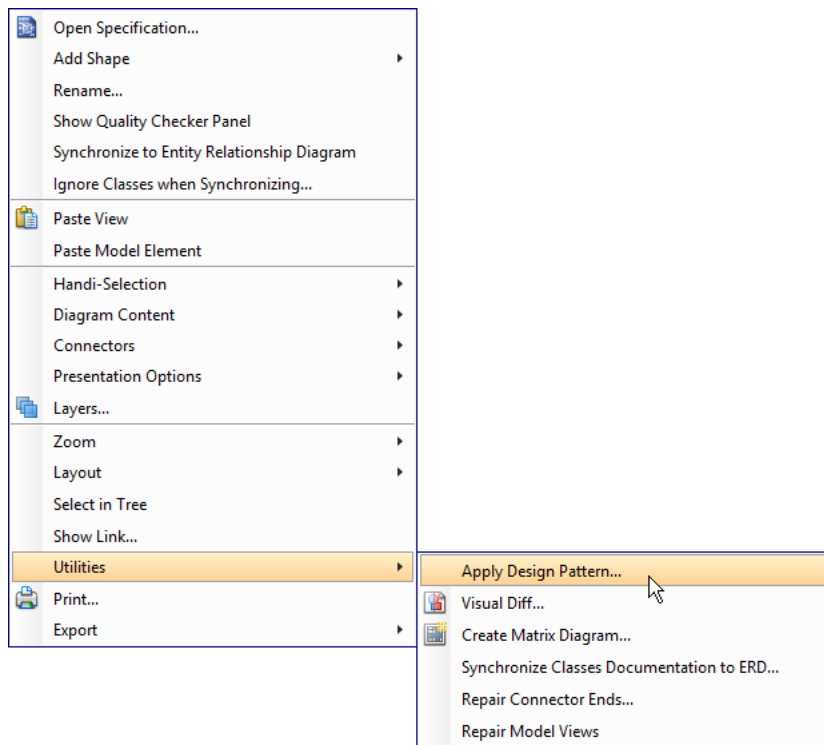 Open Specification...
Add Shape
Rename...
Show Quality Checker Panel
Synchronize to Entity Relationship Diagram
Ignore Classes when Synchronizing...
Paste View
Paste Model Element
Handi-Selection
Diagram Content
Connectors
Presentation Options
Layers...
Zoom
Layout
Select in Tree
Show Link...
Utilities
Print...
Export
Apply Design Pattern...
Visual Diff...
Create Matrix Diagram...
Synchronize Classes Documentation to ERD...
Repair Connector Ends...
Repair Model Views